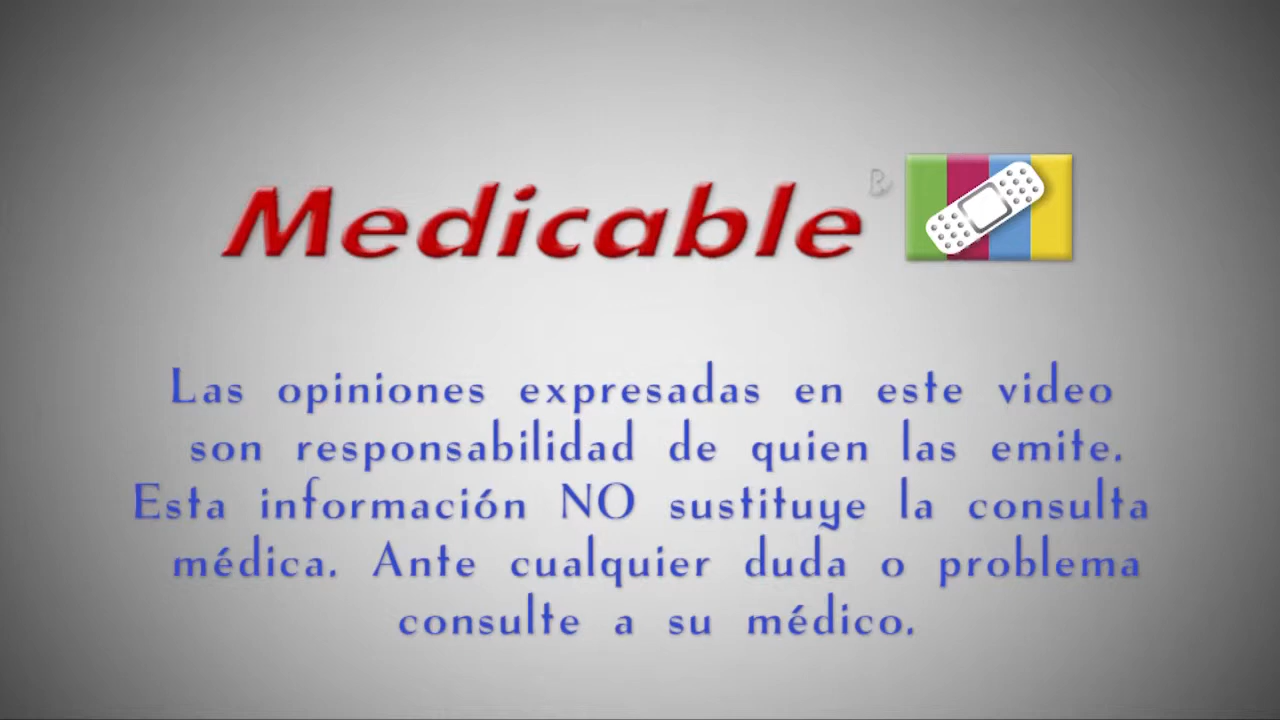 Medicable®
Las opiniones expresadas en este video
son responsabilidad de quien las emite.
Esta información NO sustituye la consulta
médica. Ante cualquier duda o problema
consulte a su médico.